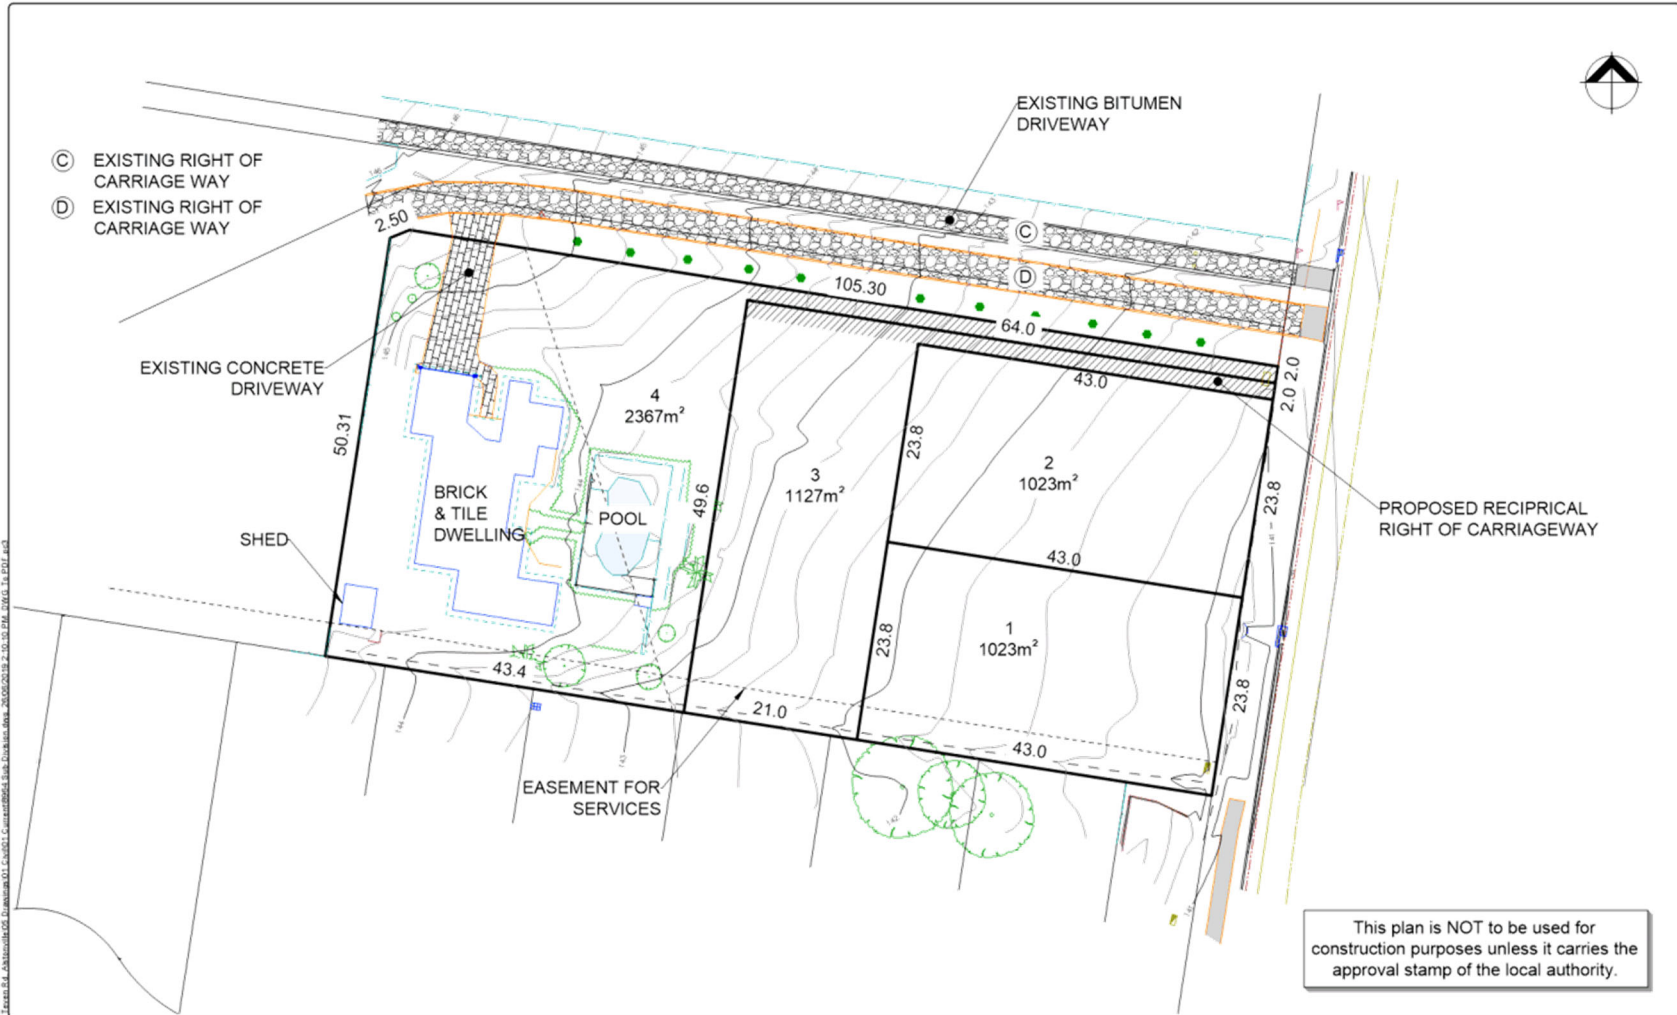 EXISTING BITUMEN
DRIVEWAY
C EXISTING RIGHT OF
CARRIAGE WAY
D EXISTING RIGHT OF
CARRIAGE WAY
2.50
C
D
105.30
64.0
43.0
2.0
2.0
EXISTING CONCRETE
DRIVEWAY
50.31
4
2367m²
23.8
3
1127m²
2
1023m²
23.8
49.6
BRICK
& TILE
DWELLING
POOL
SHED
PROPOSED RECIPRICAL
RIGHT OF CARRIAGEWAY
43.0
1
1023m²
23.8
23.8
43.4
21.0
43.0
EASEMENT FOR
SERVICES
This plan is NOT to be used for
construction purposes unless it carries the
approval stamp of the local authority.